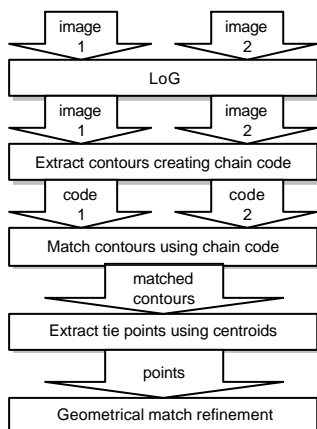 image image
1 2
LoG
image image
1 2
Extract contours creating chain code
code code
1 2
Match contours using chain code
matched
contours
Extract tie points using centroids
points
Geometrical match refinement